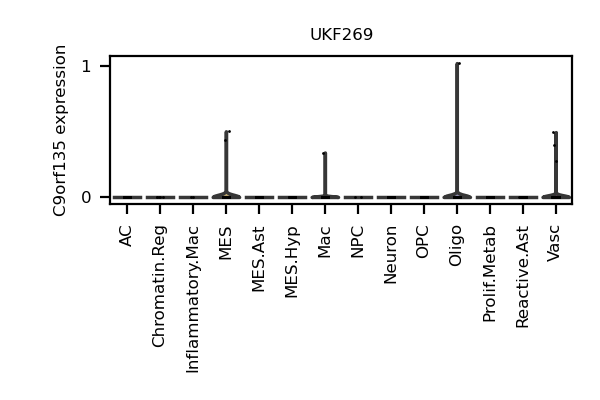 UKF269
C9orf135 expression
1
0
AC
Chromatin.Reg
Inflammatory.Mac
MES
MES.Ast
MES.Hyp
Mac
NPC
Neuron
OPC
Oligo
Prolif.Metab
Reactive.Ast
Vasc